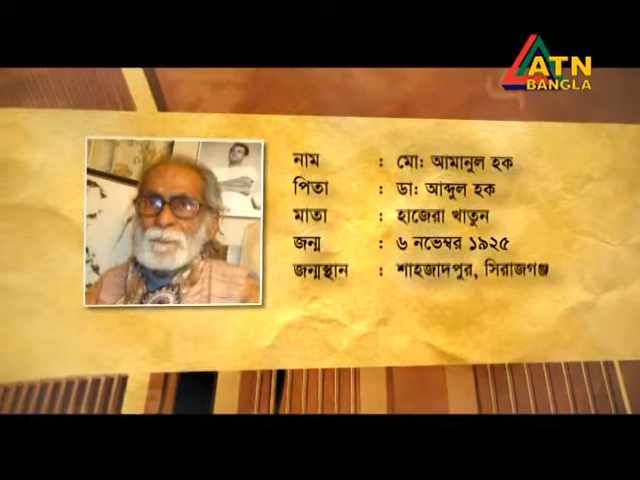 ATN
BANGLA
নাম : মো: আমানুল হক
পিতা : ডা: আব্দুল হক
মাতা : হাজেরা খাতুন
জন্ম : ৬ নভেম্বর ১৯২৫
জন্মস্থান : শাহজাদপুর, সিরাজগঞ্জ